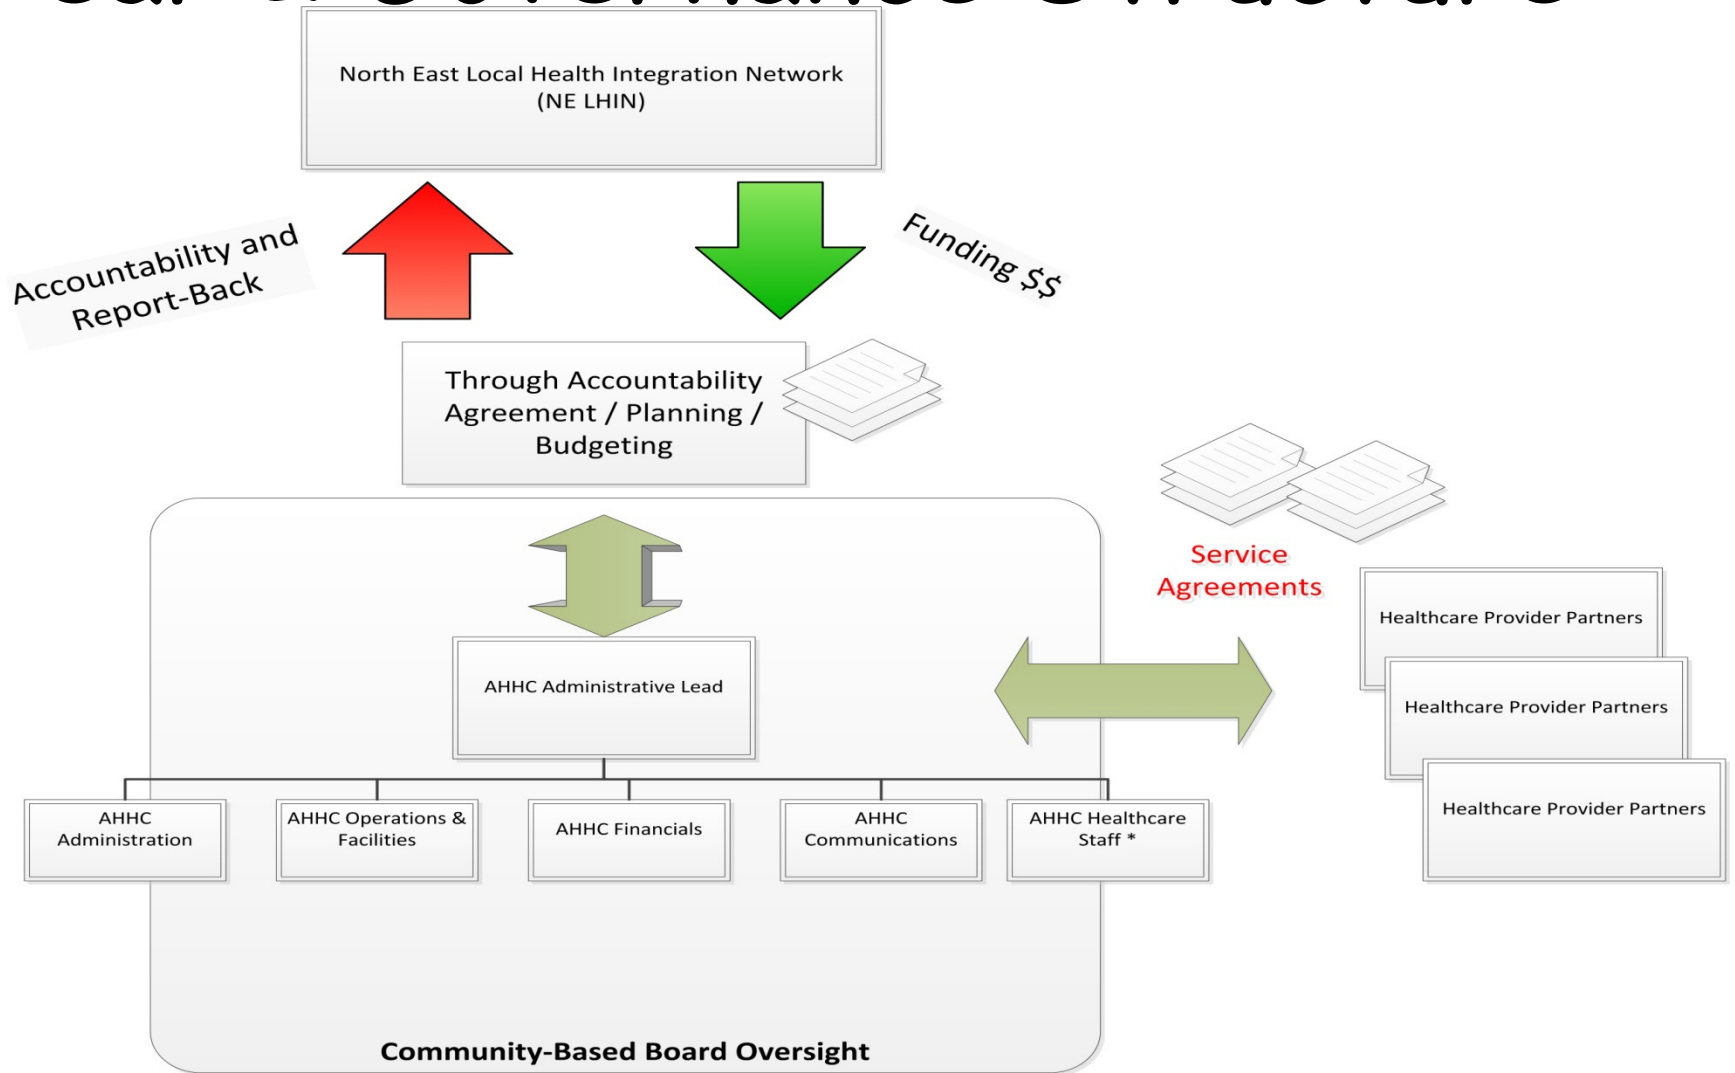 Governance Structure
North East Local Health Integration Network
(NE LHIN)
Accountability and
Report-Back
Funding $$
Through Accountability
Agreement / Planning /
Budgeting
Service
Agreements
Healthcare Provider Partners
Healthcare Provider Partners
Healthcare Provider Partners
AHHC Administrative Lead
AHHC
Administration
AHHC Operations &
Facilities
AHHC Financials
AHHC
Communications
AHHC Healthcare
Staff *
Community-Based Board Oversight